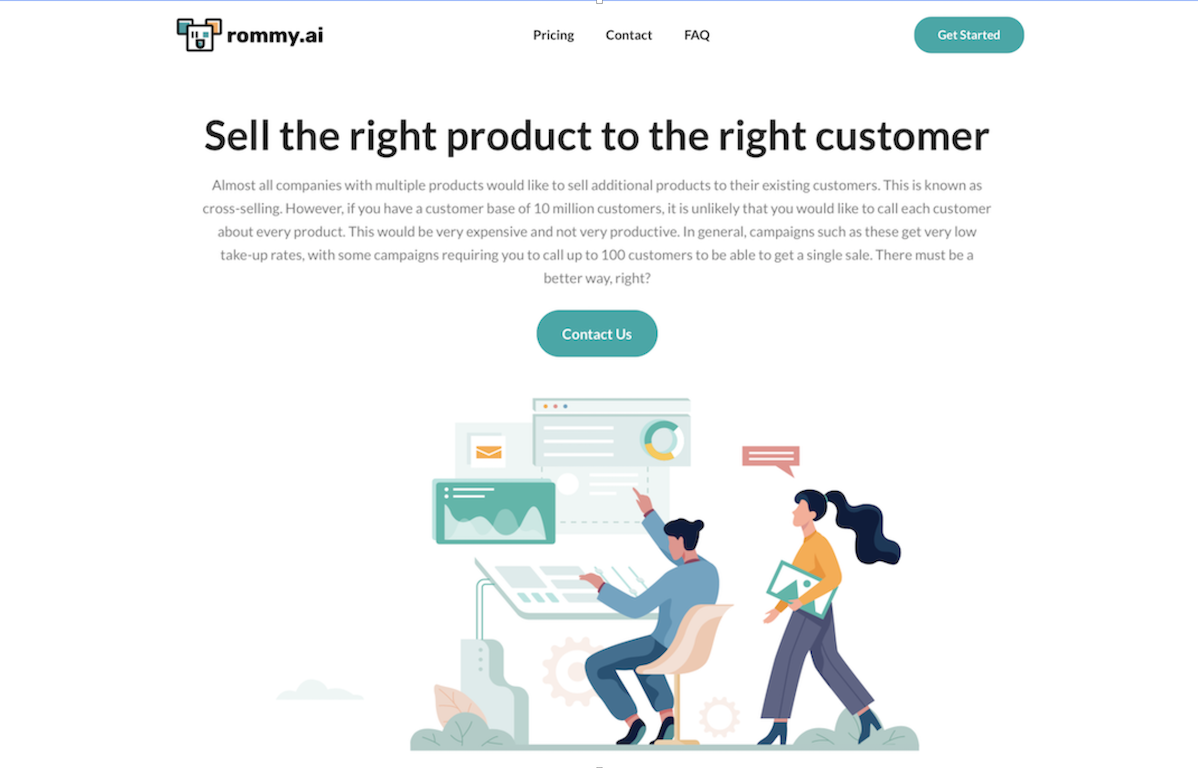 rommy.ai
Pricing
Contact
FAQ
Get Started
Sell the right product to the right customer
Almost all companies with multiple products would like to sell additional products to their existing customers. This is known as
cross-selling. However, if you have a customer base of 10 million customers, it is unlikely that you would like to call each customer
about every product. This would be very expensive and not very productive. In general, campaigns such as these get very low
take-up rates, with some campaigns requiring you to call up to 100 customers to be able to get a single sale. There must be a
better way, right?
Contact Us